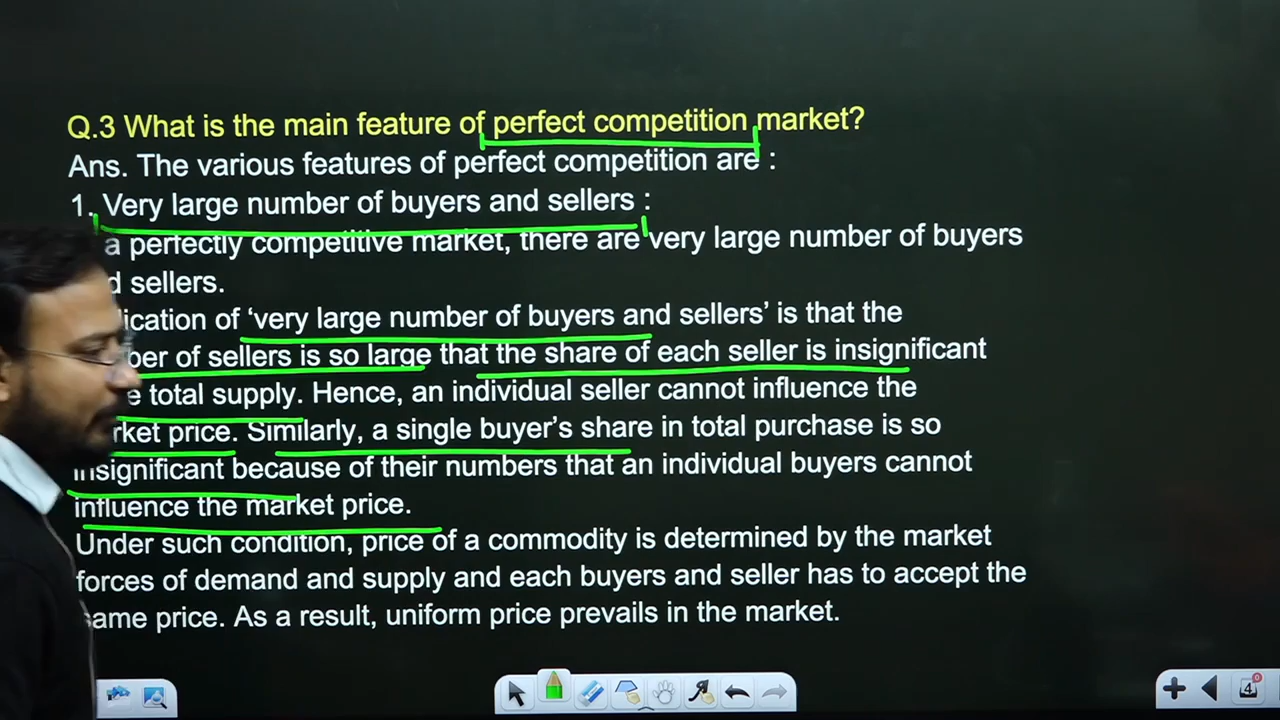 Q.3 What is the main feature of perfect competition market?
Ans. The various features of perfect competition are :
1. Very large number of buyers and sellers :
a perfectly competitive market, there are very large number of buyers
sellers.
of ‘very large number of buyers and sellers’ is that the
of sellers is so large that the share of each seller is insignificant
total supply. Hence, an individual seller cannot influence the
price. Similarly, a single buyer’s share in total purchase is so
insignificant because of their numbers that an individual buyers cannot
influence the market price.
Under such condition, price of a commodity is determined by the market
forces of demand and supply and each buyers and seller has to accept the
same price. As a result, uniform price prevails in the market.
4